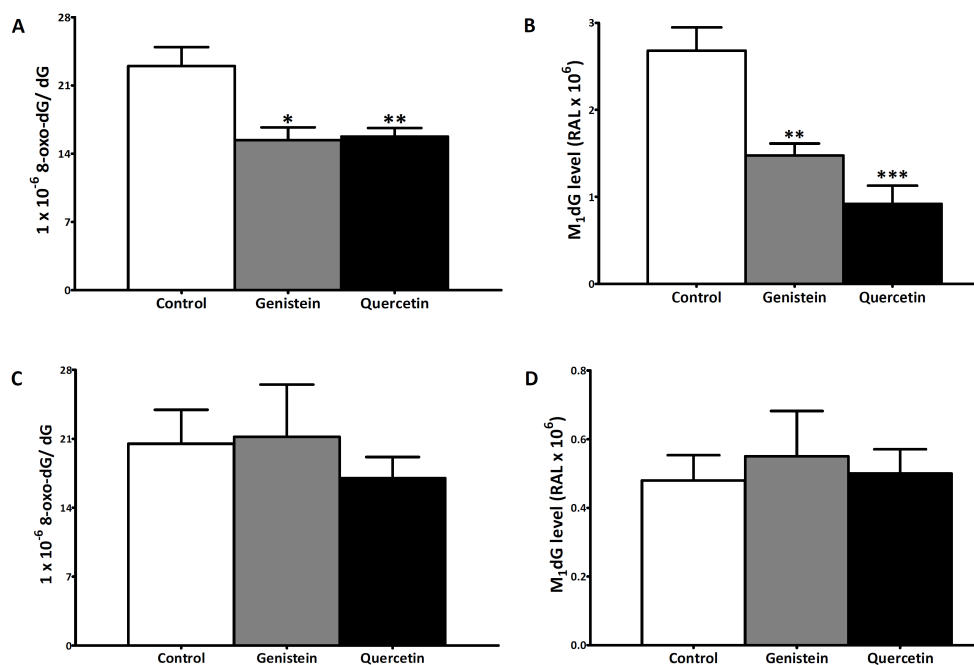 A
1 x 10⁻⁶ 8-oxo-dG/ dG
28
21
14
7
0
*
**
Control Genistein Quercetin
B
M₁dG level (RAL x 10⁶)
3
2
1
0
**
***
Control Genistein Quercetin
C
1 x 10⁻⁶ 8-oxo-dG/ dG
28
21
14
7
0
Control Genistein Quercetin
D
M₁dG level (RAL x 10⁶)
0.8
0.6
0.4
0.2
0.0
Control Genistein Quercetin